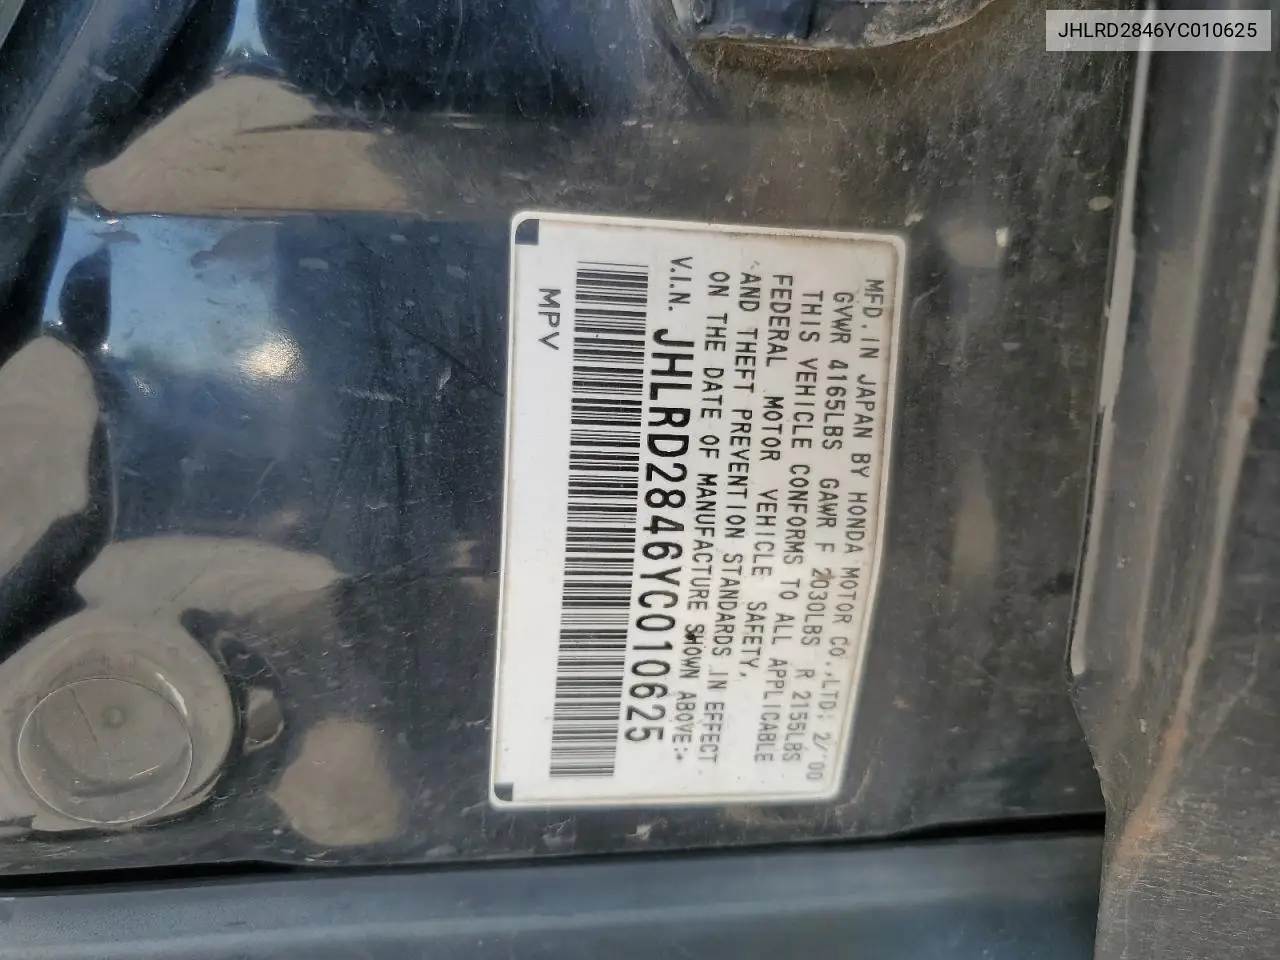 JHLRD2846YC010625
MFD. IN JAPAN BY HONDA MOTOR CO., LTD; 2/'00
GVWR 4165LBS GAWR F 2030LBS R 2155LBS
THIS VEHICLE CONFORMS TO ALL APPLICABLE
FEDERAL MOTOR VEHICLE SAFETY,
AND THEFT PREVENTION STANDARDS IN EFFECT
ON THE DATE OF MANUFACTURE SHOWN ABOVE:
V.I.N. JHLRD2846YC010625
MPV